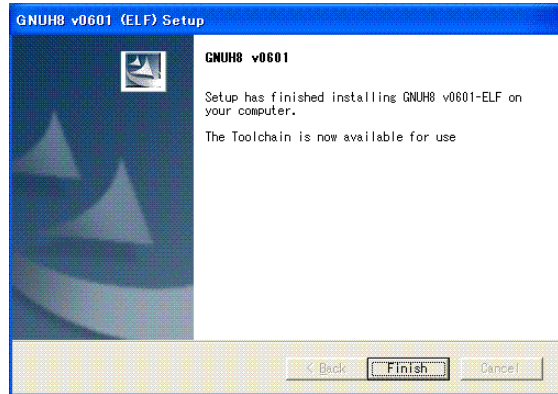 GNUH8 v0601 (ELF) Setup
GNUH8 v0601
Setup has finished installing GNUH8 v0601-ELF on
your computer.
The Toolchain is now available for use
< Back
Finish
Cancel